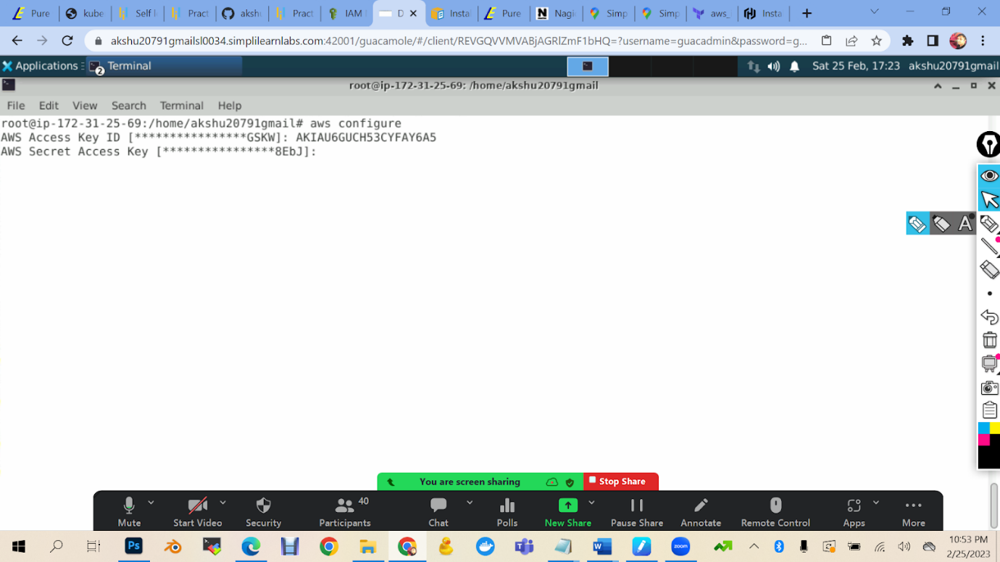 Pure
kube
Self l
Pract
akshu
Pract
IAM
D
Instal
Pure
Nagio
Simp
Simp
aws_
Insta
akshu20791gmailsl0034.simplilearnlabs.com:42001/guacamole/#/client/REVGQVVMVABjAGRlZmF1bHQ=?username=guacadmin&password=g...
Applications
2 Terminal
Sat 25 Feb, 17:23 akshu20791gmail
root@ip-172-31-25-69: /home/akshu20791gmail
File Edit View Search Terminal Help
root@ip-172-31-25-69:/home/akshu20791gmail# aws configure
AWS Access Key ID [****************GSKW]: AKIAU6GUCH53CYFAY6A5
AWS Secret Access Key [****************8EbJ]:
A
You are screen sharing Stop Share
40
Mute Start Video Security Participants Chat Polls New Share Pause Share Annotate Remote Control Apps More
Ps
W
zoom
10:53 PM
2/25/2023